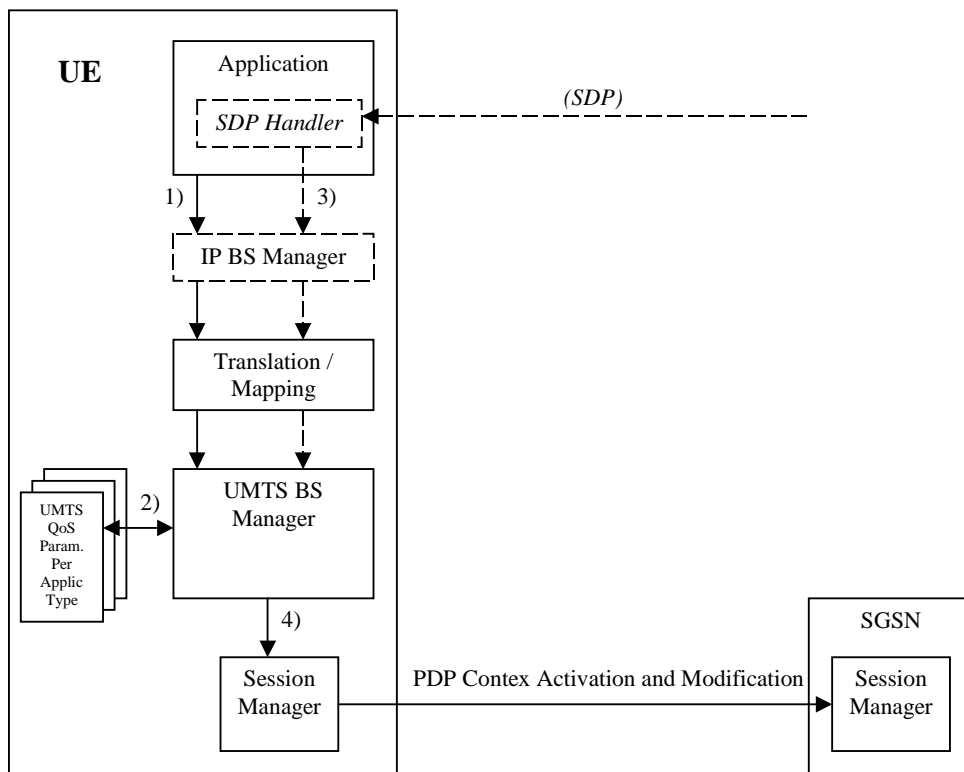 UE
Application
(SDP)
SDP Handler
1)
3)
IP BS Manager
Translation /
Mapping
UMTS BS
Manager
2)
UMTS
QoS
Param.
Per
Applic
Type
4)
SGSN
Session
Manager
PDP Contex Activation and Modification
Session
Manager